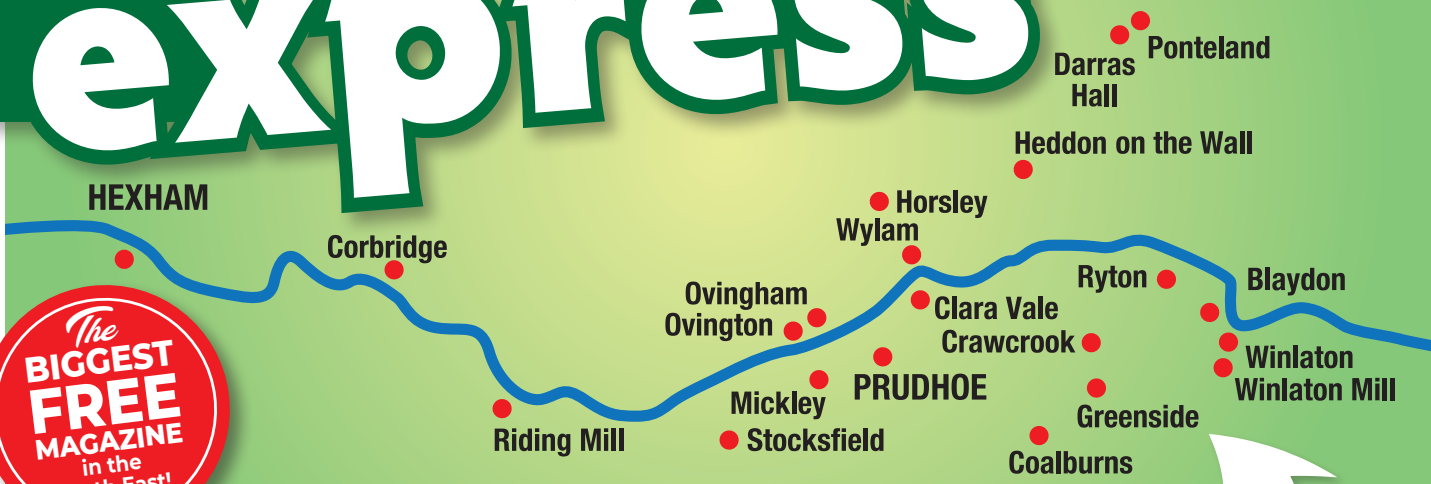 express
Ponteland
Darras
Hall
Heddon on the Wall
HEXHAM
Horsley
Wylam
Corbridge
Ryton
Blaydon
Ovingham
Ovington
Clara Vale
Crawcrook
Winlaton
Winlaton Mill
PRUDHOE
Mickley
Greenside
Riding Mill
Stocksfield
Coalburns
The
BIGGEST
FREE
MAGAZINE
in the
East!